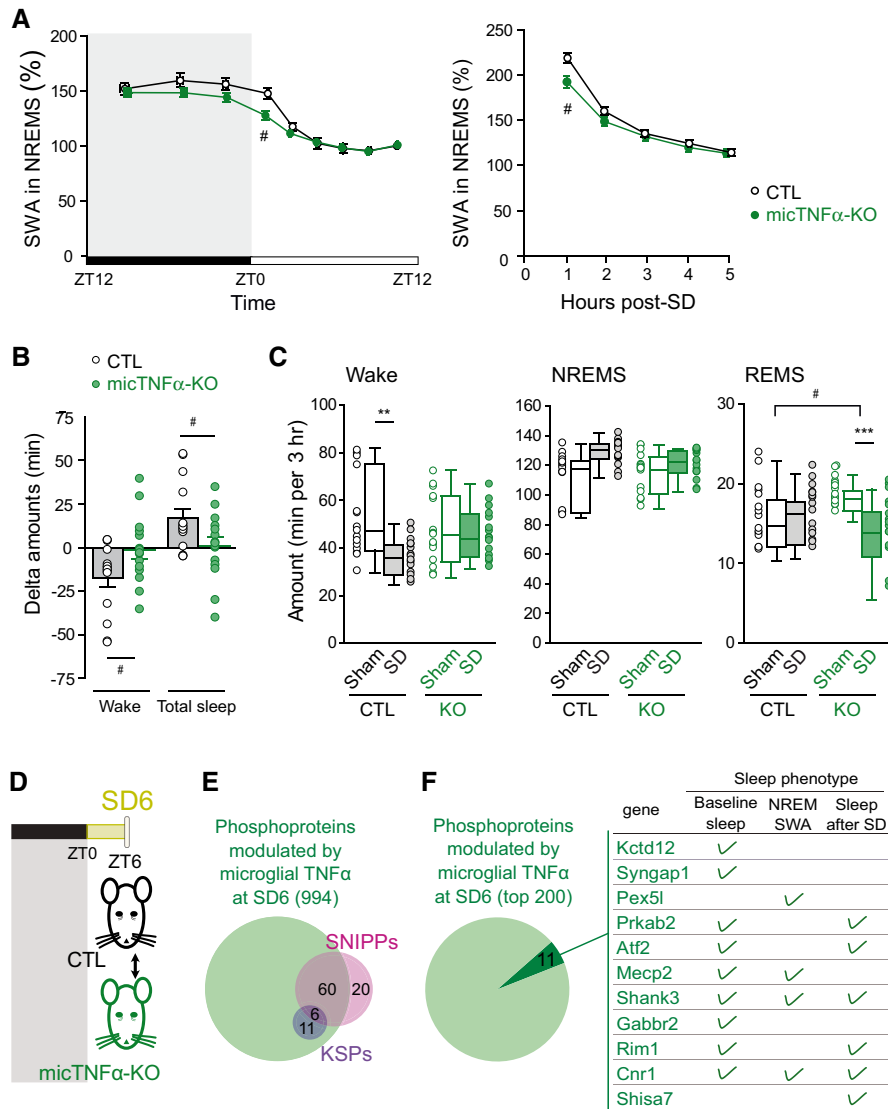 A
SWA in NREMS (%)
200
150
100
50
0
ZT12
ZT0
ZT12
Time
#
SWA in NREMS (%)
250
200
150
100
50
0
0
1
2
3
4
5
Hours post-SD
#
CTL
micTNFα-KO
B
CTL
micTNFα-KO
Delta amounts (min)
75
50
25
0
-25
-50
-75
#
#
Wake
Total sleep
C
Wake
Amount (min per 3 hr)
100
80
60
40
20
0
**
Sham
SD
Sham
SD
CTL
KO
NREMS
160
140
120
100
80
60
40
20
0
Sham
SD
Sham
SD
CTL
KO
REMS
30
20
10
0
#
***
Sham
SD
Sham
SD
CTL
KO
D
SD6
ZT0
ZT6
CTL
micTNFα-KO
E
Phosphoproteins
modulated by
microglial TNFα
at SD6 (994)
SNIPPs
60
20
6
11
KSPs
F
Phosphoproteins
modulated by
microglial TNFα
at SD6 (top 200)
11
Sleep phenotype
gene
Baseline
sleep
NREM
SWA
Sleep
after SD
Kctd12
Syngap1
Pex5l
Prkab2
Atf2
Mecp2
Shank3
Gabbr2
Rim1
Cnr1
Shisa7